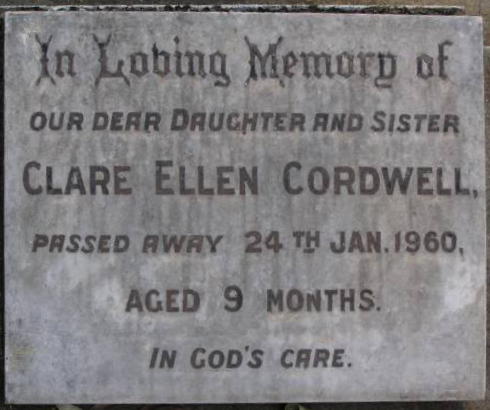 In Loving Memory of
OUR DEAR DAUGHTER AND SISTER
CLARE ELLEN CORDWELL,
PASSED AWAY 24TH JAN. 1960,
AGED 9 MONTHS.
IN GOD'S CARE.